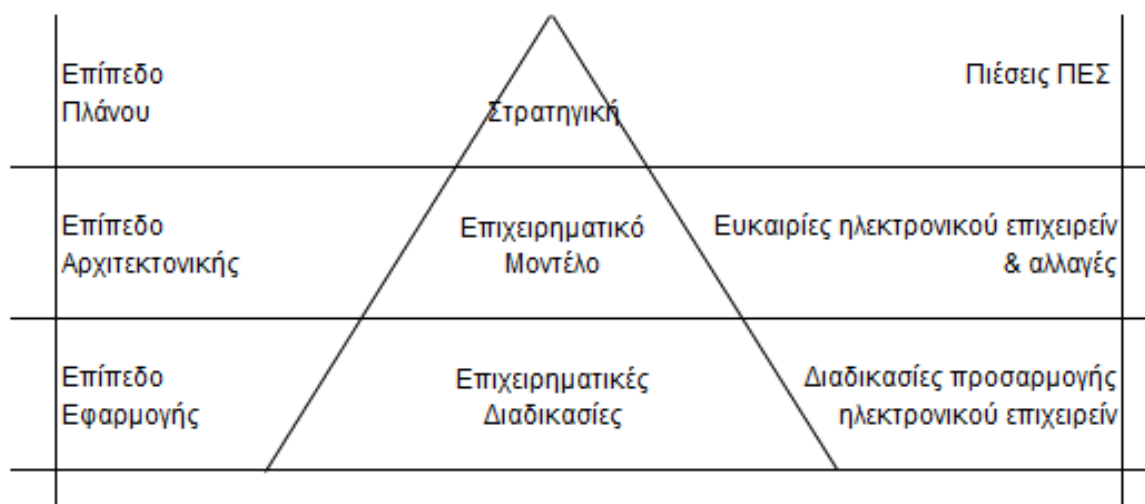 Επίπεδο
Πλάνου
Στρατηγική
Πιέσεις ΠΕΣ
Επίπεδο
Αρχιτεκτονικής
Επιχειρηματικό
Μοντέλο
Ευκαιρίες ηλεκτρονικού επιχειρείν
& αλλαγές
Επίπεδο
Εφαρμογής
Επιχειρηματικές
Διαδικασίες
Διαδικασίες προσαρμογής
ηλεκτρονικού επιχειρείν